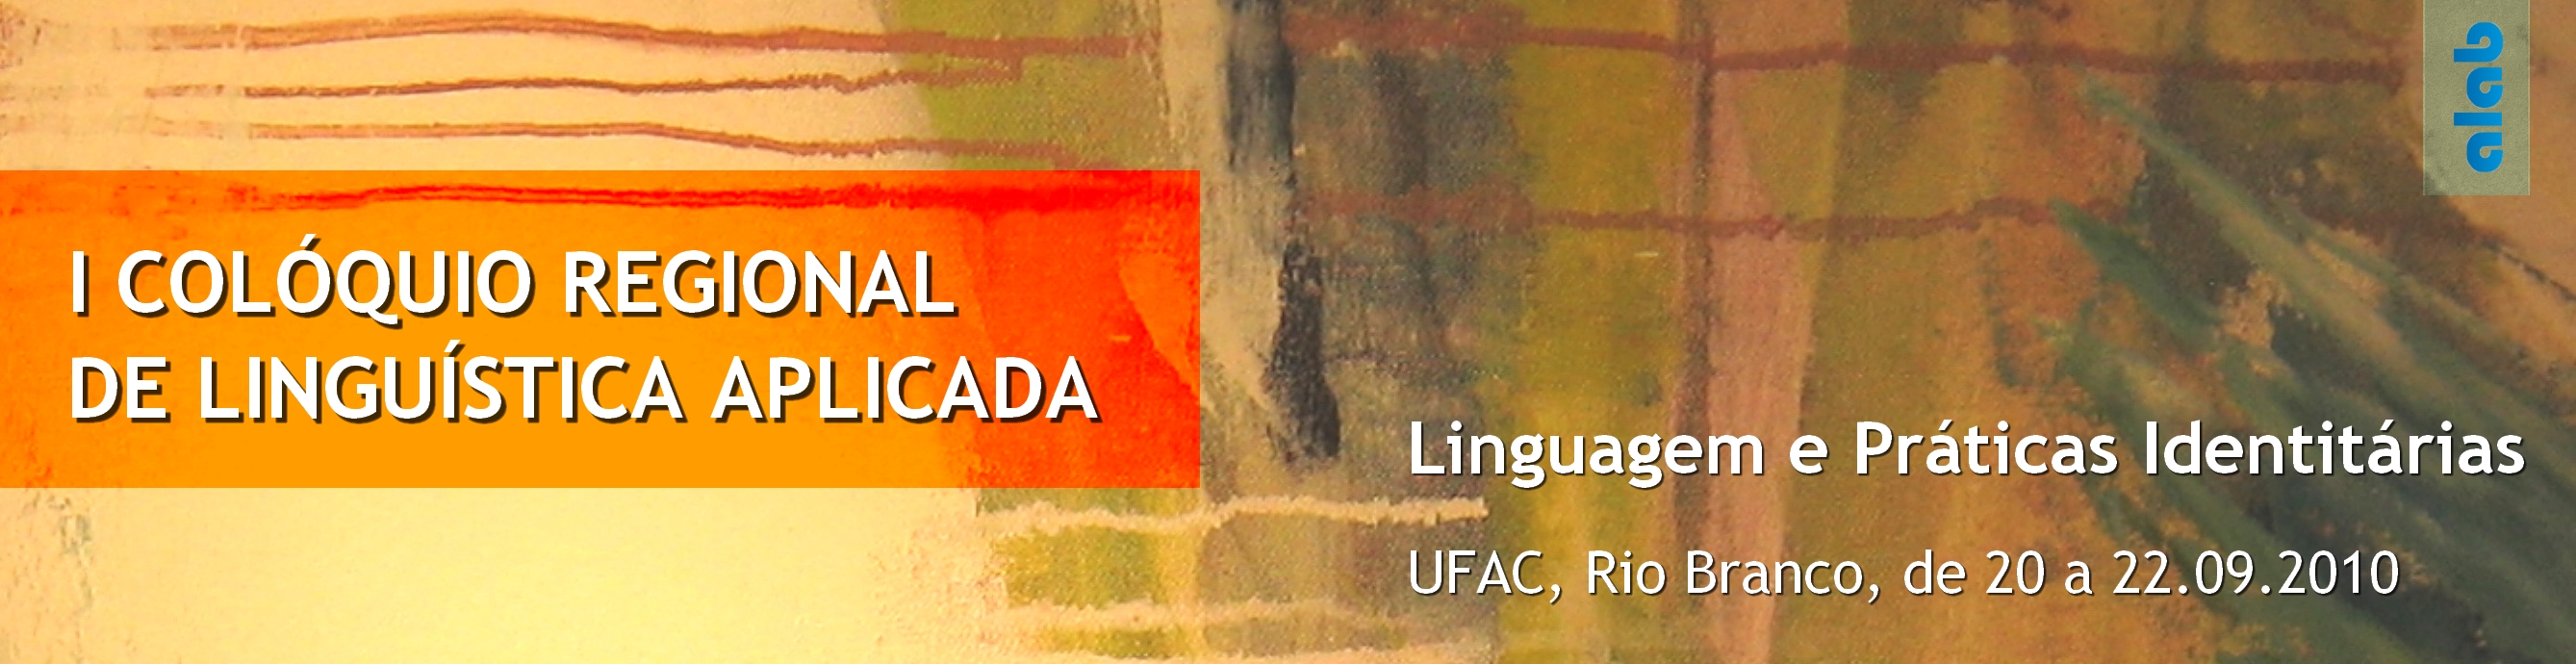 I COLÓQUIO REGIONAL
DE LINGUÍSTICA APLICADA
Linguagem e Práticas Identitárias
UFAC, Rio Branco, de 20 a 22.09.2010
alab